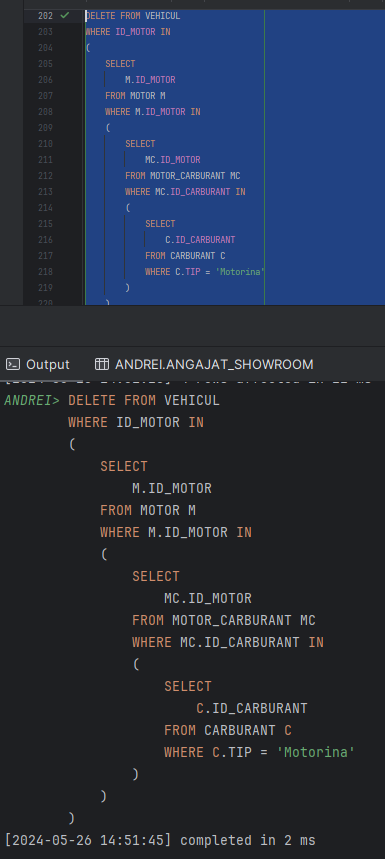 202 DELETE FROM VEHICUL
203 WHERE ID_MOTOR IN
204 (
205 SELECT
206 M.ID_MOTOR
207 FROM MOTOR M
208 WHERE M.ID_MOTOR IN
209 (
210 SELECT
211 MC.ID_MOTOR
212 FROM MOTOR_CARBURANT MC
213 WHERE MC.ID_CARBURANT IN
214 (
215 SELECT
216 C.ID_CARBURANT
217 FROM CARBURANT C
218 WHERE C.TIP = 'Motorina'
219 )
220 )
Output ANDREI.ANGAJAT_SHOWROOM
ANDREI> DELETE FROM VEHICUL
WHERE ID_MOTOR IN
(
SELECT
M.ID_MOTOR
FROM MOTOR M
WHERE M.ID_MOTOR IN
(
SELECT
MC.ID_MOTOR
FROM MOTOR_CARBURANT MC
WHERE MC.ID_CARBURANT IN
(
SELECT
C.ID_CARBURANT
FROM CARBURANT C
WHERE C.TIP = 'Motorina'
)
)
)
[2024-05-26 14:51:45] completed in 2 ms